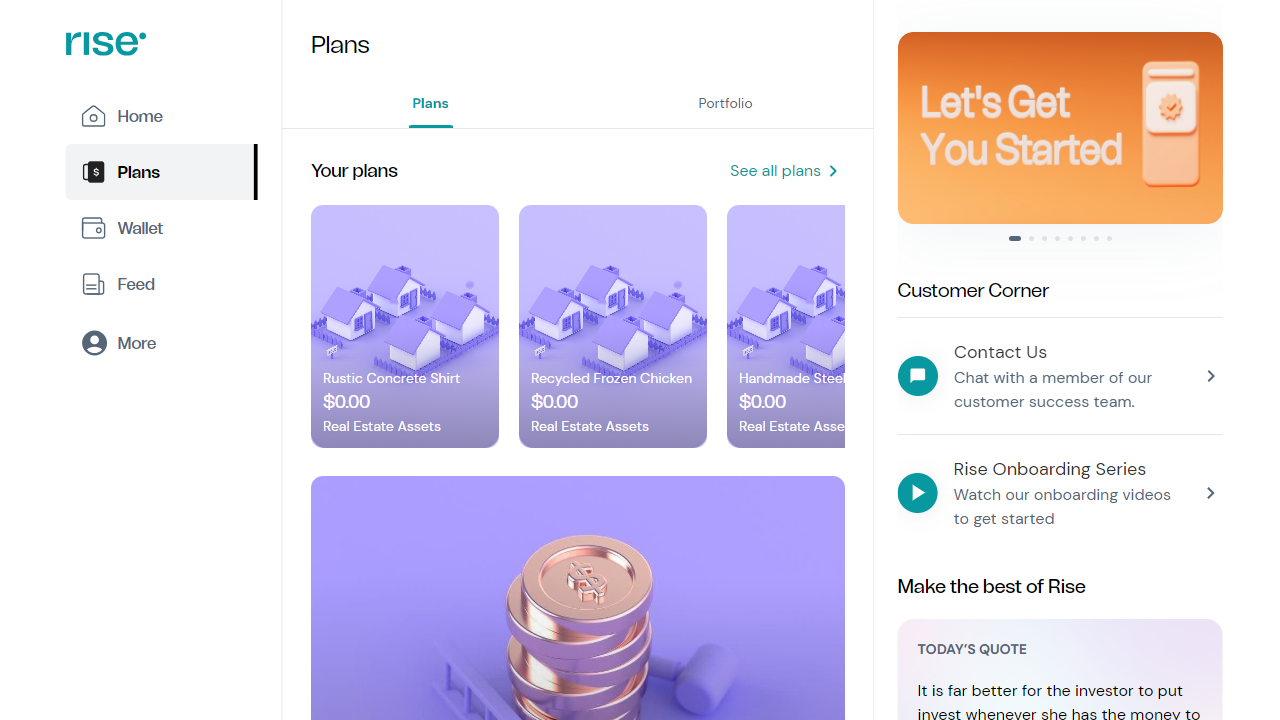 rise
Home
Plans
Wallet
Feed
More
Plans
Plans
Portfolio
Your plans
See all plans
Rustic Concrete Shirt
$0.00
Real Estate Assets
Recycled Frozen Chicken
$0.00
Real Estate Assets
Handmade Steel
$0.00
Real Estate Asse
Let's Get
You Started
Customer Corner
Contact Us
Chat with a member of our
customer success team.
Rise Onboarding Series
Watch our onboarding videos
to get started
Make the best of Rise
TODAY'S QUOTE
It is far better for the investor to put
invest whenever she has the money to